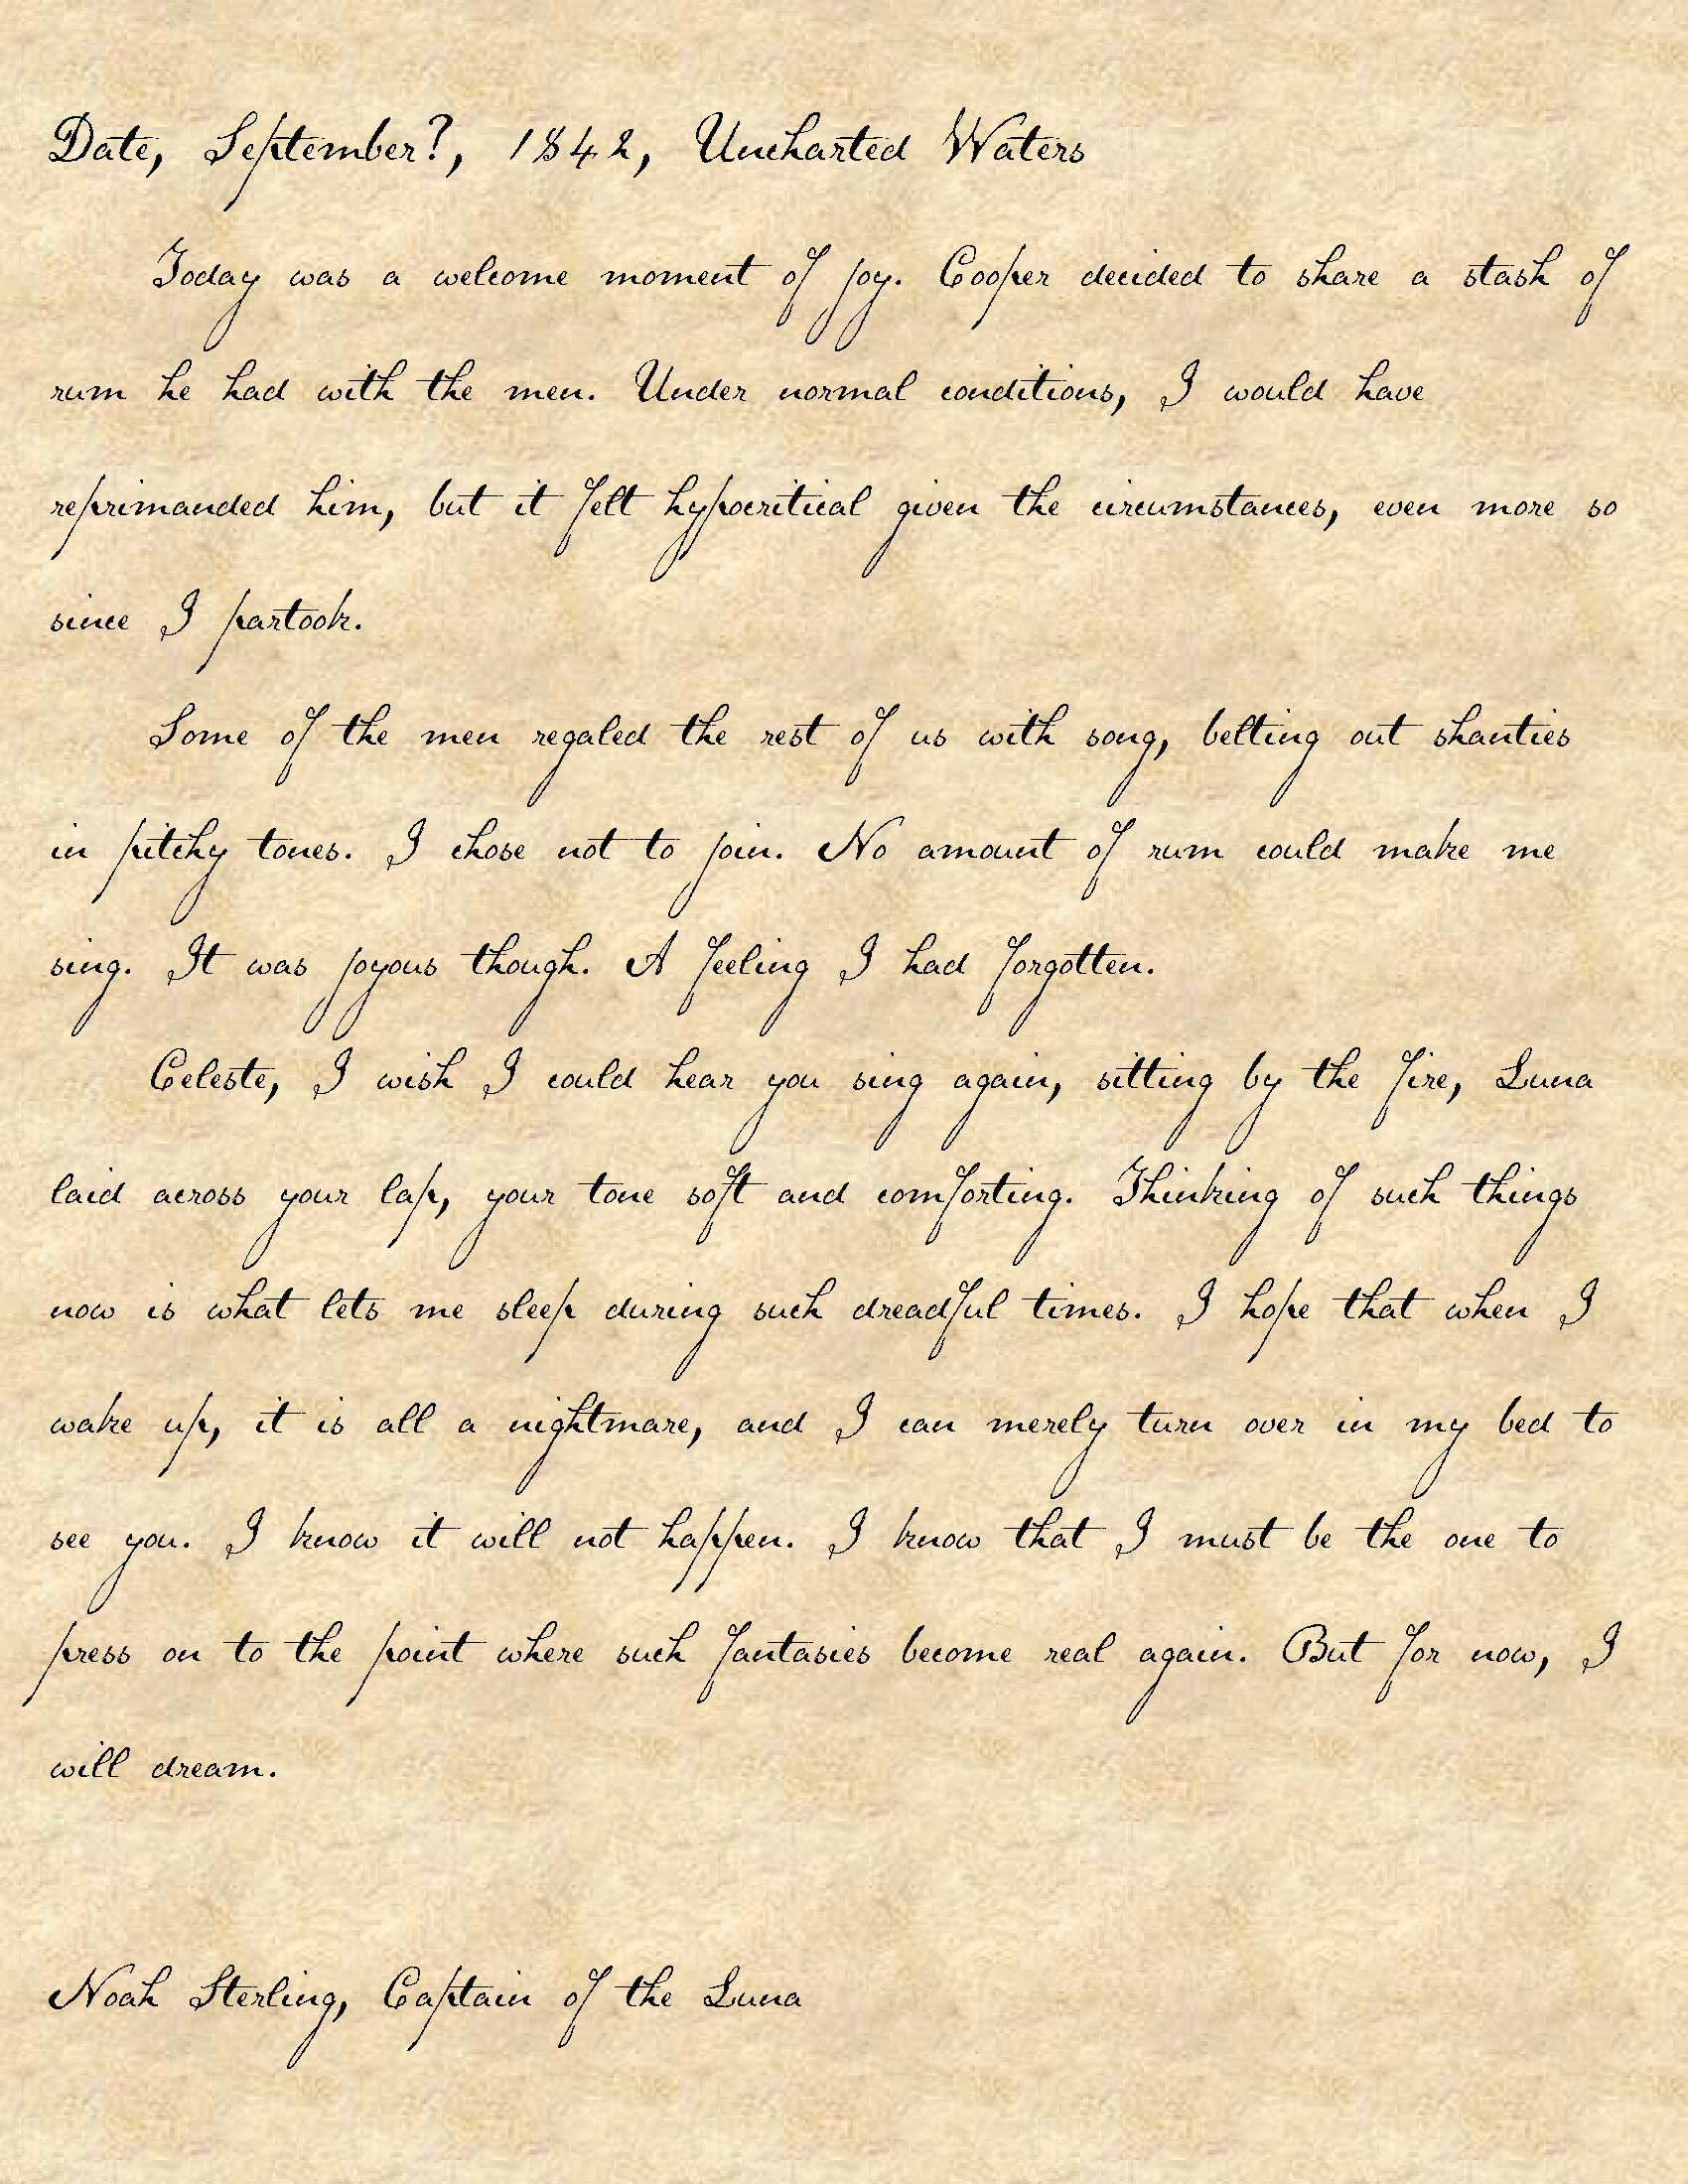 Date, September?, 1842, Uncharted Waters
Today was a welcome moment of joy. Cooper decided to share a stash of
rum he had with the men. Under normal conditions, I would have
reprimanded him, but it felt hypocritical given the circumstances, even more so
since I partook.
Some of the men regaled the rest of us with song, belting out shanties
in pitchy tones. I chose not to join. No amount of rum could make me
sing. It was joyous though. A feeling I had forgotten.
Celeste, I wish I could hear you sing again, sitting by the fire, Luna
laid across your lap, your tone soft and comforting. Thinking of such things
now is what lets me sleep during such dreadful times. I hope that when I
wake up, it is all a nightmare, and I can merely turn over in my bed to
see you. I know it will not happen. I know that I must be the one to
press on to the point where such fantasies become real again. But for now, I
will dream.
Noah Sterling, Captain of the Luna